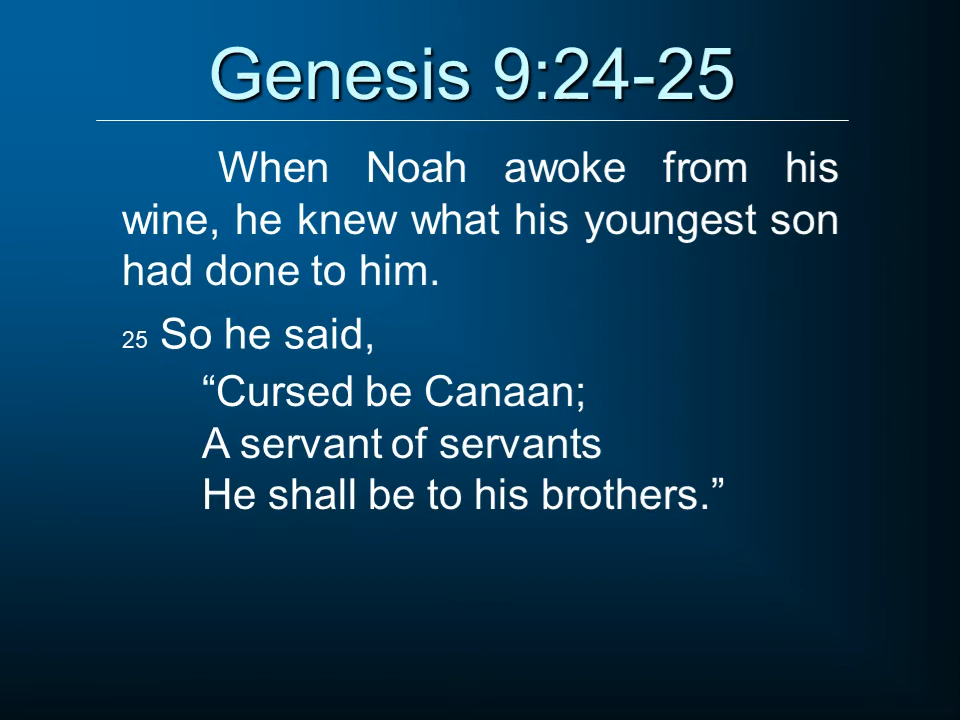 Genesis 9:24-25
When Noah awoke from his
wine, he knew what his youngest son
had done to him.
25 So he said,
“Cursed be Canaan;
A servant of servants
He shall be to his brothers.”